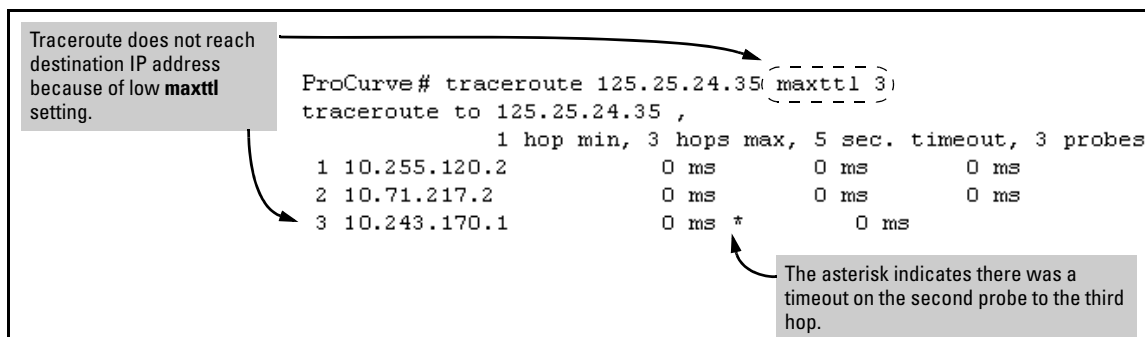 Traceroute does not reach
destination IP address
because of low maxttl
setting.
ProCurve# traceroute 125.25.24.35 maxttl 3
traceroute to 125.25.24.35 ,
1 hop min, 3 hops max, 5 sec. timeout, 3 probes
1 10.255.120.2 0 ms 0 ms 0 ms
2 10.71.217.2 0 ms 0 ms 0 ms
3 10.243.170.1 0 ms * 0 ms
The asterisk indicates there was a
timeout on the second probe to the third
hop.